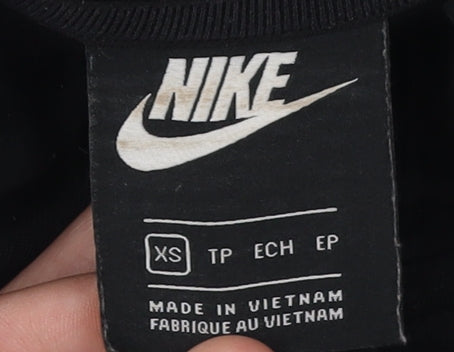 NIKE
XS TP ECH EP
MADE IN VIETNAM
FABRIQUE AU VIETNAM